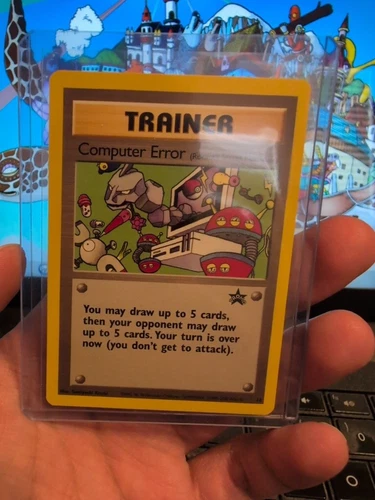 TRAINER
Computer Error
You may draw up to 5 cards,
then your opponent may draw
up to 5 cards. Your turn is over
now (you don't get to attack).
0